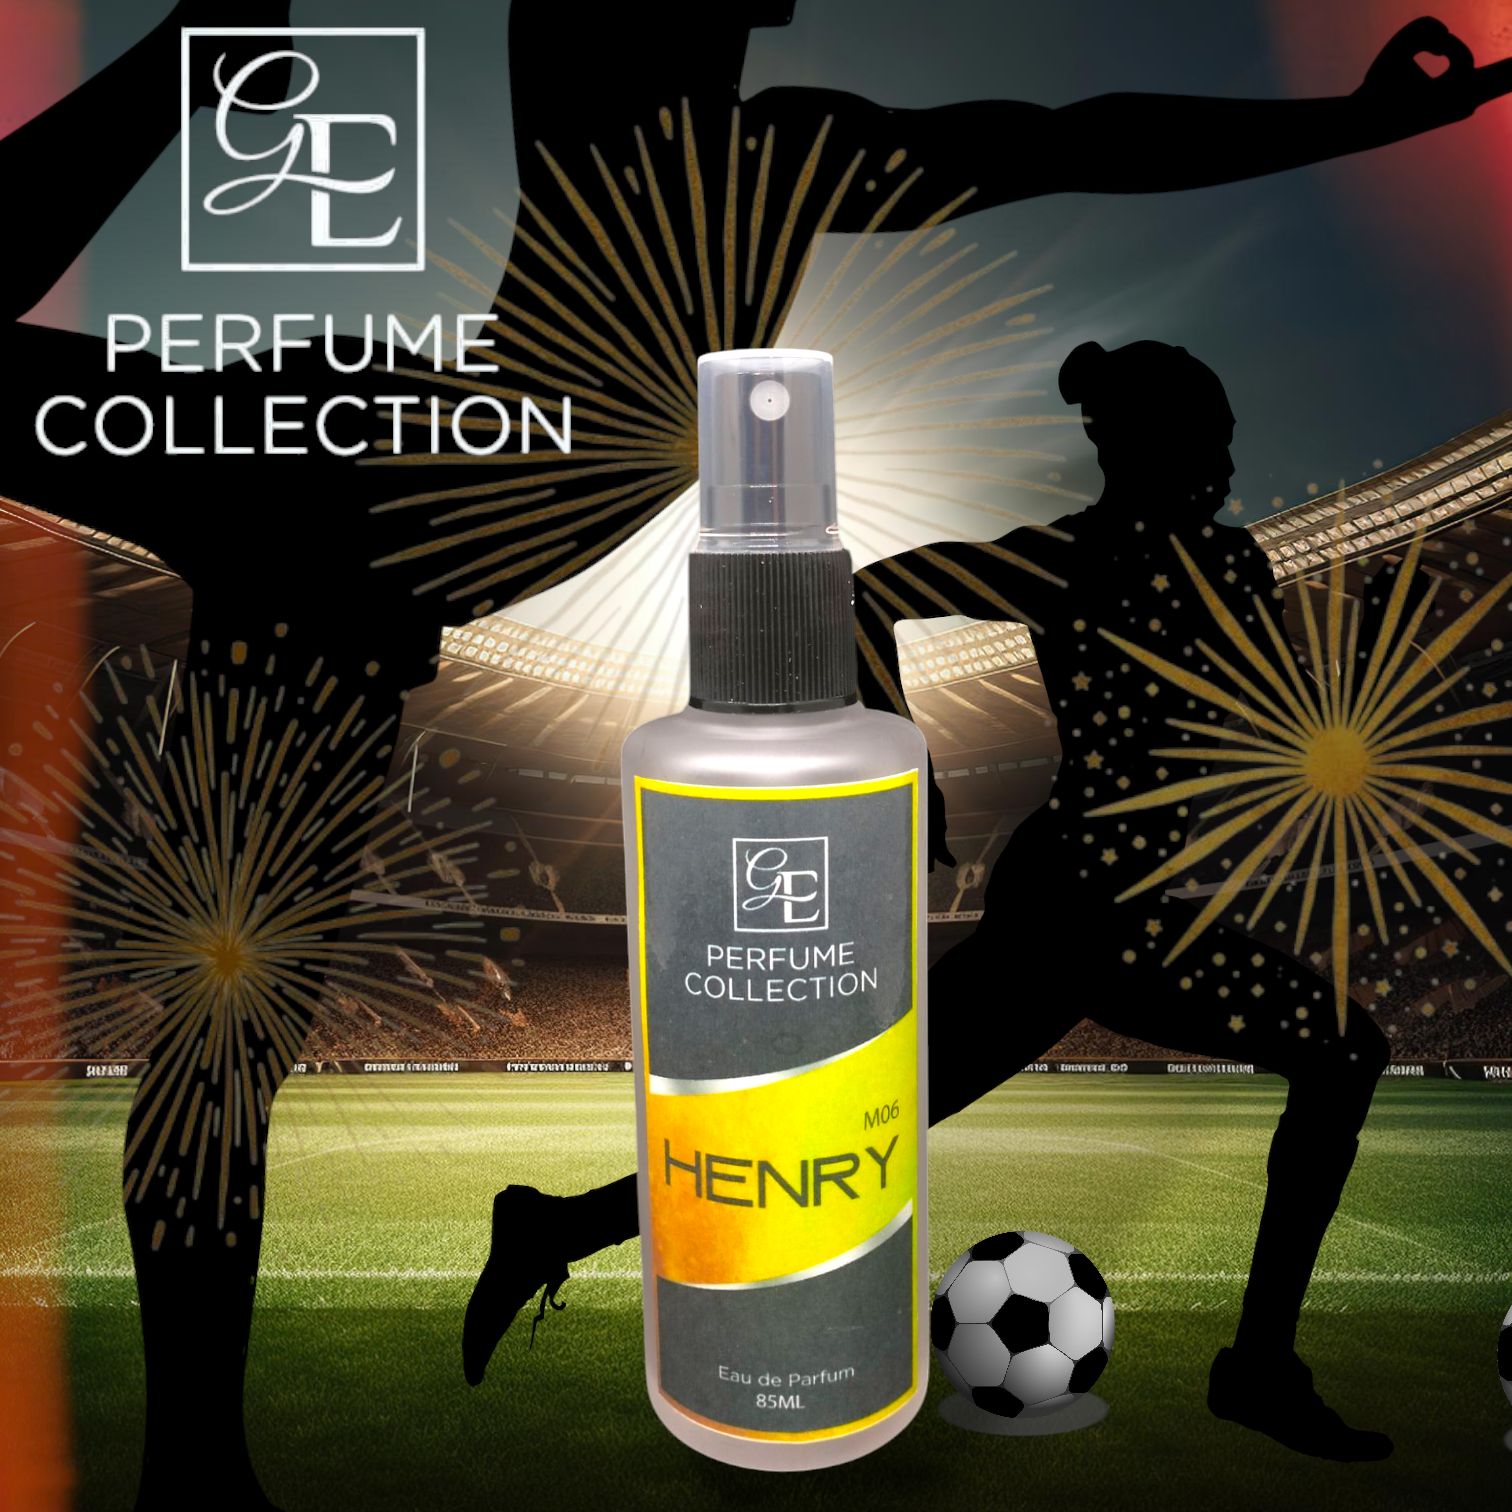 GE
PERFUME
COLLECTION
GE
PERFUME
COLLECTION
M06
HENRY
Eau de Parfum
85ML